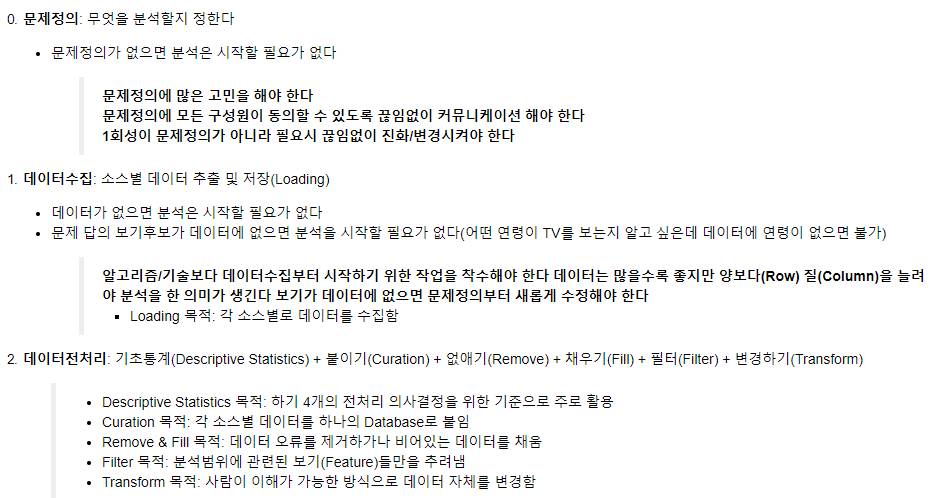 0. 문제정의: 무엇을 분석할지 정한다
• 문제정의가 없으면 분석은 시작할 필요가 없다
문제정의에 많은 고민을 해야 한다
문제정의에 모든 구성원이 동의할 수 있도록 끊임없이 커뮤니케이션 해야 한다
1회성이 문제정의가 아니라 필요시 끊임없이 진화/변경시켜야 한다
1. 데이터수집: 소스별 데이터 추출 및 저장(Loading)
• 데이터가 없으면 분석은 시작할 필요가 없다
• 문제 답의 보기후보가 데이터에 없으면 분석을 시작할 필요가 없다(어떤 연령이 TV를 보는지 알고 싶은데 데이터에 연령이 없으면 불가)
알고리즘/기술보다 데이터수집부터 시작하기 위한 작업을 착수해야 한다 데이터는 많을수록 좋지만 양보다(Row) 질(Column)을 늘려
야 분석을 한 의미가 생긴다 보기가 데이터에 없으면 문제정의부터 새롭게 수정해야 한다
▪ Loading 목적: 각 소스별로 데이터를 수집함
2. 데이터전처리: 기초통계(Descriptive Statistics) + 붙이기(Curation) + 없애기(Remove) + 채우기(Fill) + 필터(Filter) + 변경하기(Transform)
• Descriptive Statistics 목적: 하기 4개의 전처리 의사결정을 위한 기준으로 주로 활용
• Curation 목적: 각 소스별 데이터를 하나의 Database로 붙임
• Remove & Fill 목적: 데이터 오류를 제거하가나 비어있는 데이터를 채움
• Filter 목적: 분석범위에 관련된 보기(Feature)들만을 추려냄
• Transform 목적: 사람이 이해가 가능한 방식으로 데이터 자체를 변경함